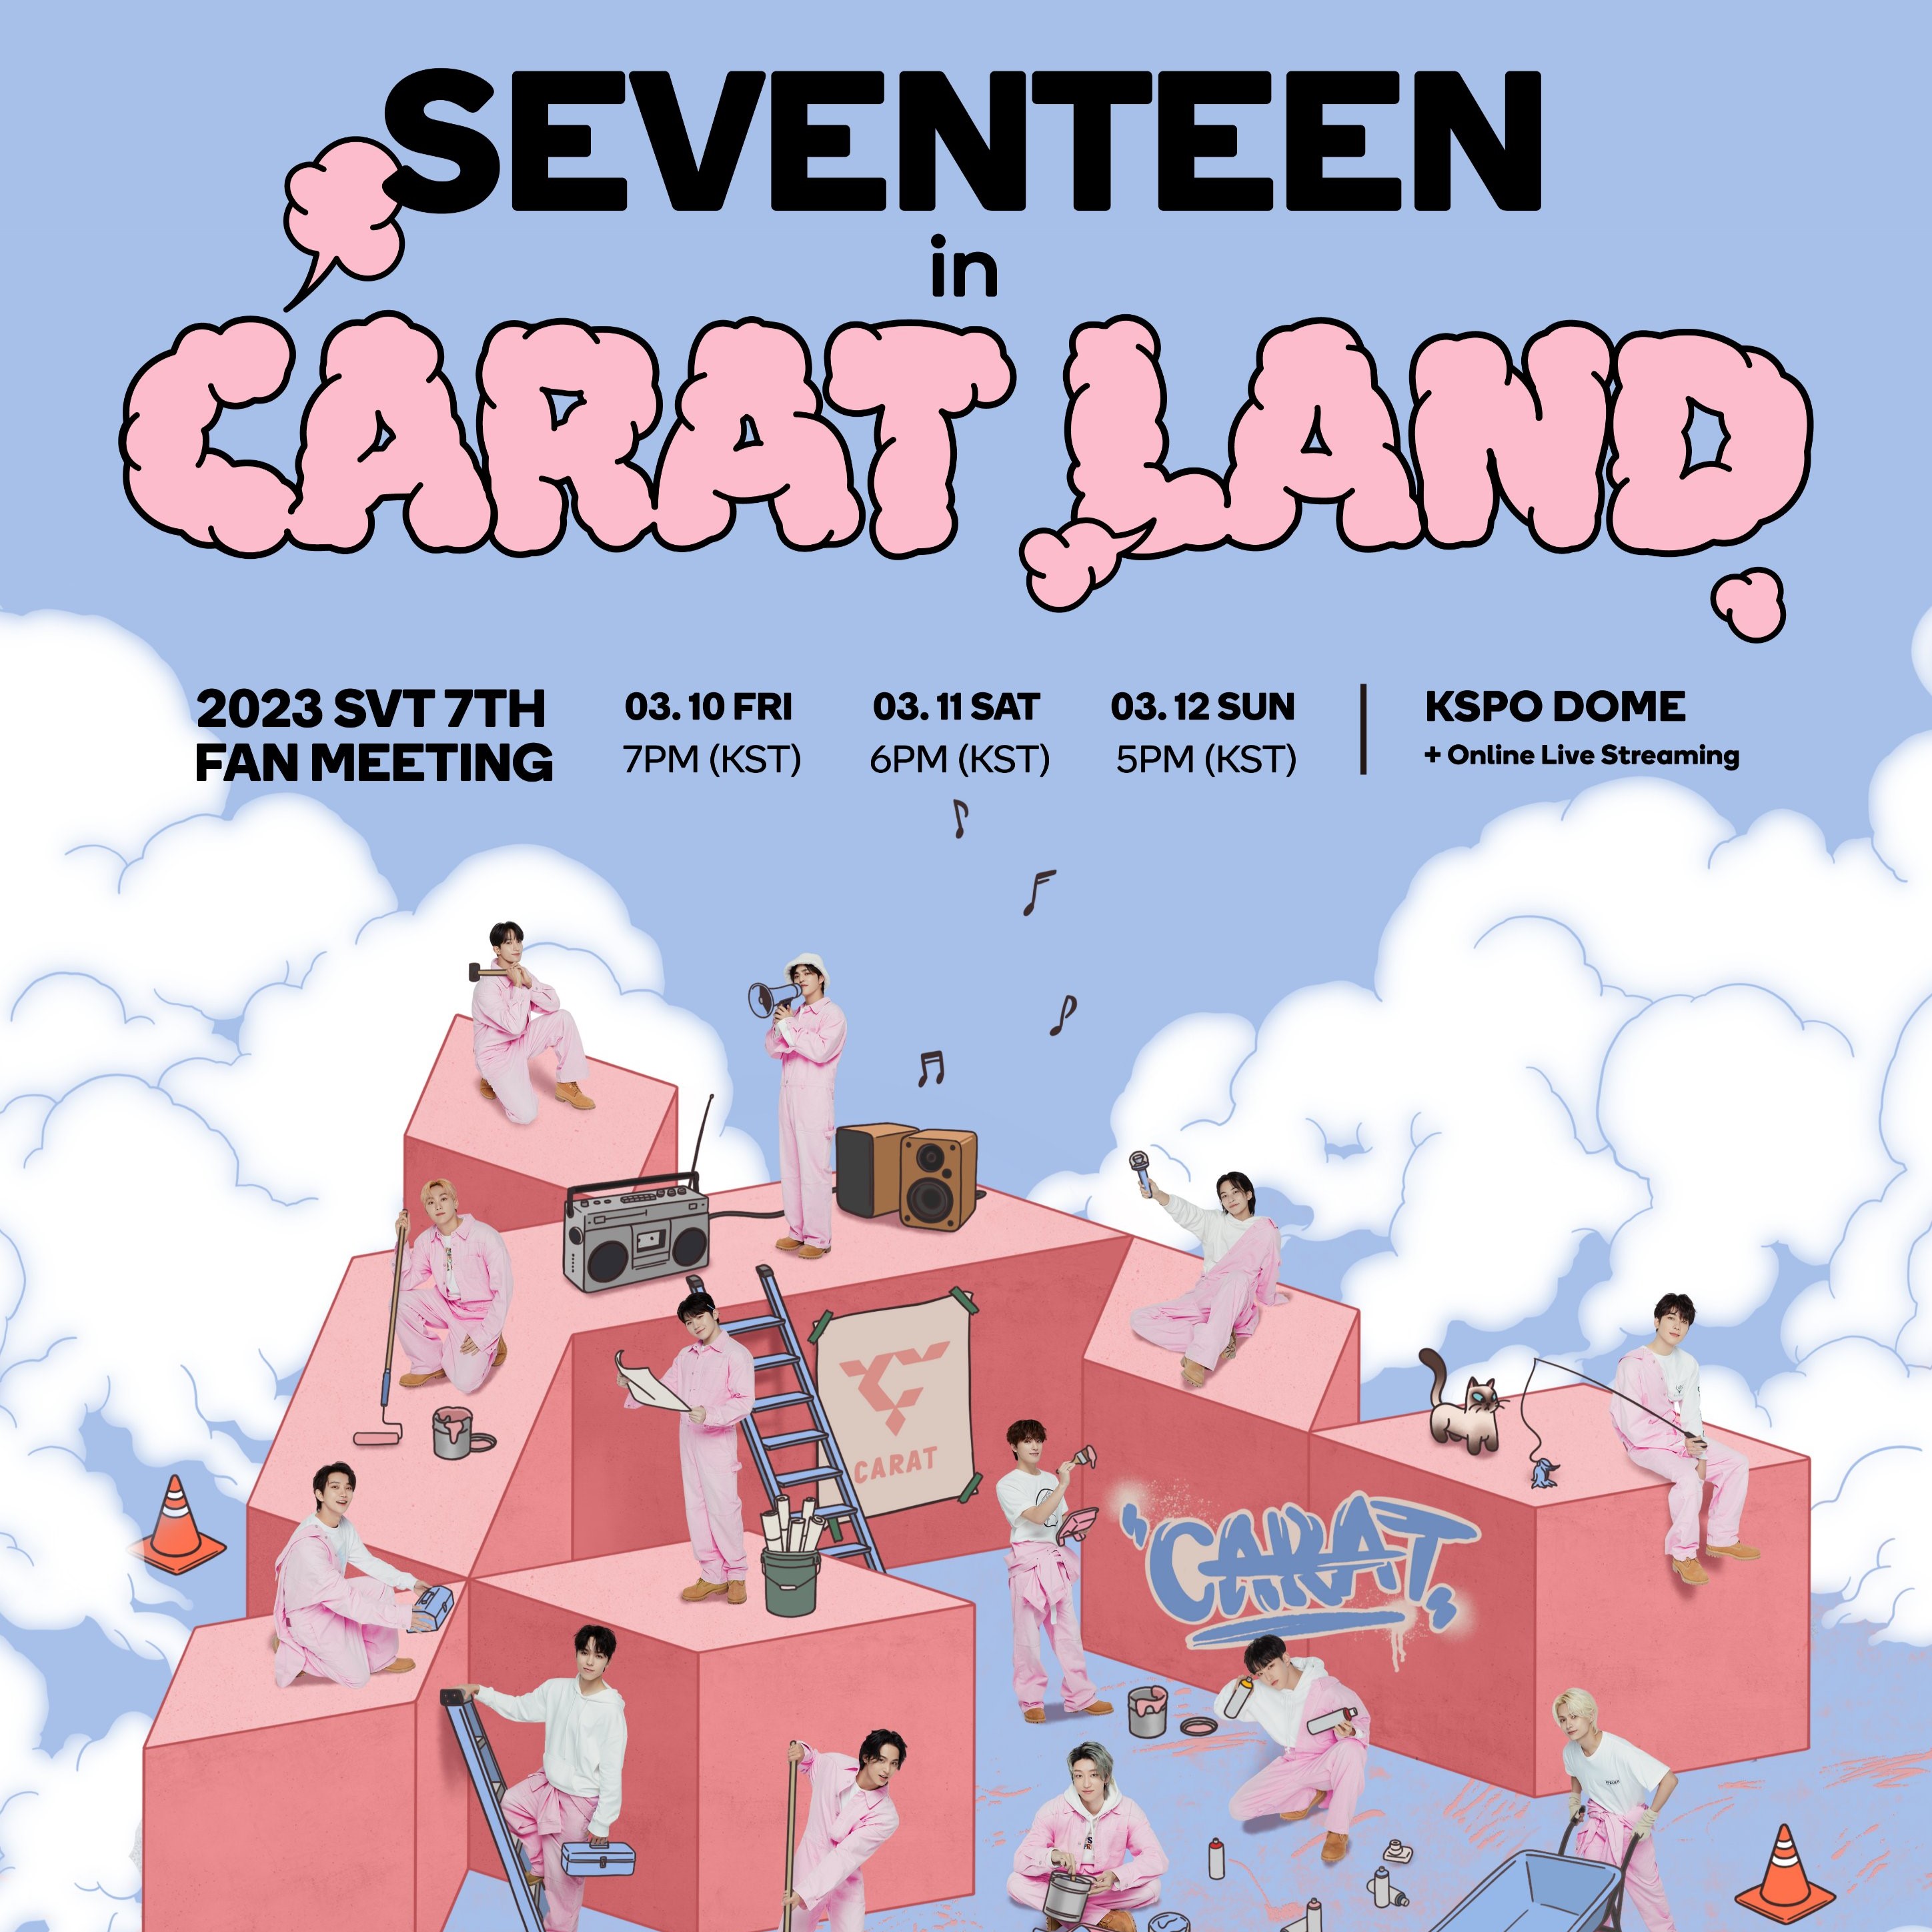 SEVENTEEN
in
CARAT LAND
2023 SVT 7TH
FAN MEETING
03. 10 FRI
7PM (KST)
03. 11 SAT
6PM (KST)
03. 12 SUN
5PM (KST)
KSPO DOME
+ Online Live Streaming
CARAT
"CARAT"